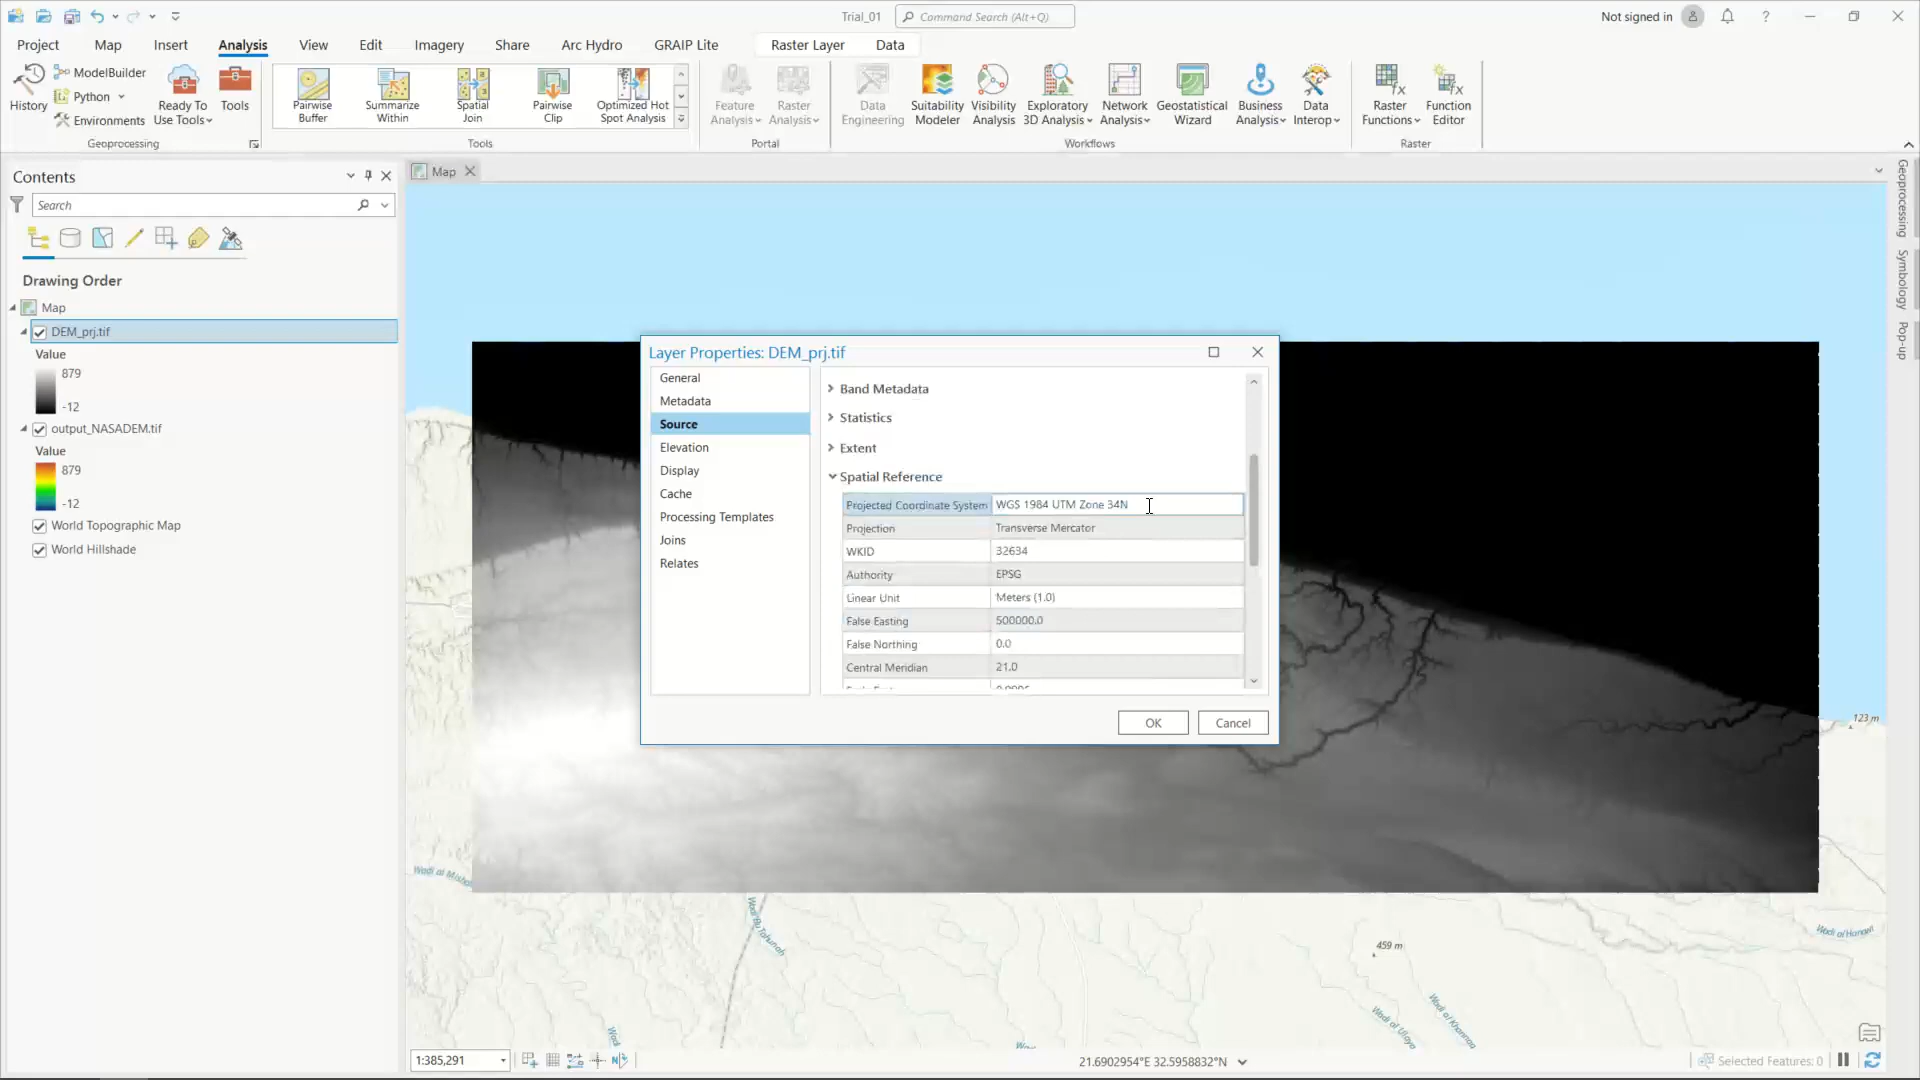 Trial_01
Command Search (Alt+Q)
Not signed in
Project
Map
Insert
Analysis
View
Edit
Imagery
Share
Arc Hydro
GRAIP Lite
Raster Layer
Data
History
ModelBuilder
Python
Environments
Ready To
Use Tools
Tools
Geoprocessing
Pairwise
Buffer
Summarize
Within
Spatial
Join
Pairwise
Clip
Optimized Hot
Spot Analysis
Tools
Feature
Analysis
Raster
Analysis
Portal
Data
Engineering
Suitability
Modeler
Visibility
Analysis
Exploratory
3D Analysis
Network
Analysis
Geostatistical
Wizard
Business
Analysis
Data
Interop
Workflows
Raster
Functions
Function
Editor
Raster
Contents
Search
Drawing Order
Map
DEM_prj.tif
Value
879
-12
output_NASADEM.tif
Value
879
-12
World Topographic Map
World Hillshade
Map
Layer Properties: DEM_prj.tif
General
Metadata
Source
Elevation
Display
Cache
Processing Templates
Joins
Relates
Band Metadata
Statistics
Extent
Spatial Reference
Projected Coordinate System WGS 1984 UTM Zone 34N
Projection Transverse Mercator
WKID 32634
Authority EPSG
Linear Unit Meters (1.0)
False Easting 500000.0
False Northing 0.0
Central Meridian 21.0
OK
Cancel
123 m
459 m
Wadi Bu Tahunah
Wadi
1:385,291
21.6902954°E 32.5958832°N
Selected Features: 0
Geoprocessing
Symbology
Pop-up